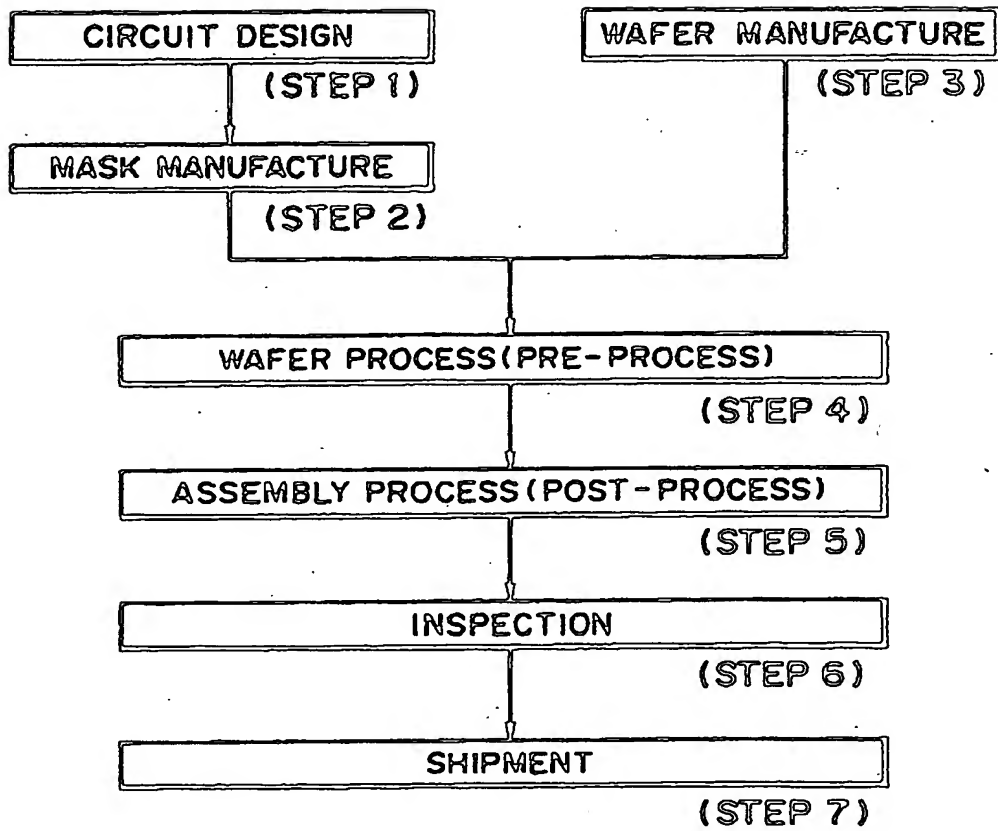 CIRCUIT DESIGN
(STEP 1)
WAFER MANUFACTURE
(STEP 3)
MASK MANUFACTURE
(STEP 2)
WAFER PROCESS(PRE-PROCESS)
(STEP 4)
ASSEMBLY PROCESS(POST-PROCESS)
(STEP 5)
INSPECTION
(STEP 6)
SHIPMENT
(STEP 7)